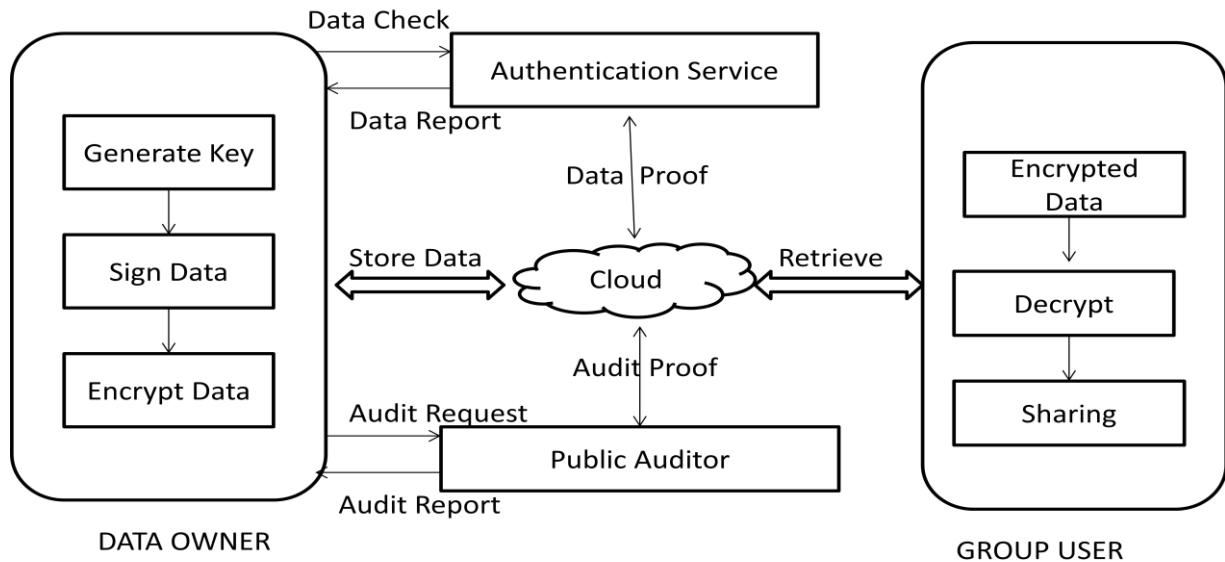 Data Check
Authentication Service
Data Report
Generate Key
Data Proof
Encrypted
Data
Sign Data
Store Data
Cloud
Retrieve
Decrypt
Encrypt Data
Audit Proof
Audit Request
Sharing
Public Auditor
Audit Report
DATA OWNER
GROUP USER